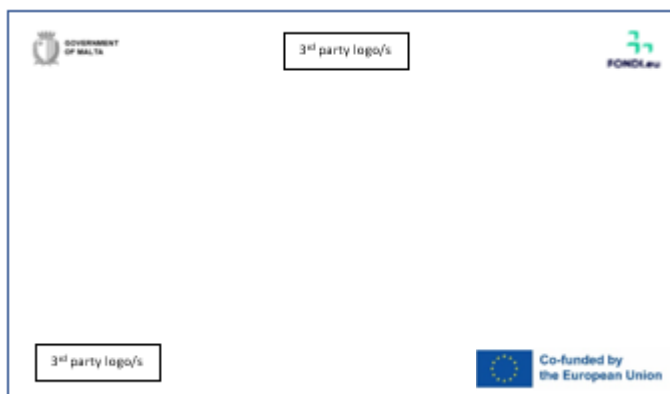 GOVERNMENT
OF MALTA
3rd party logo/s
FONDI.eu
3rd party logo/s
Co-funded by
the European Union